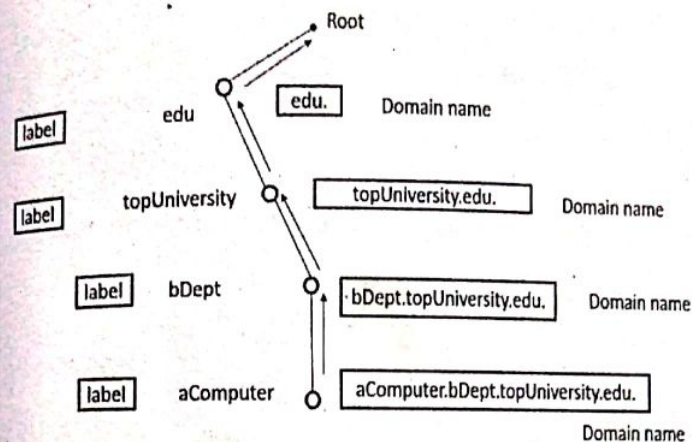 Root
edu. Domain name
label edu
label topUniversity topUniversity.edu. Domain name
label bDept bDept.topUniversity.edu. Domain name
label aComputer aComputer.bDept.topUniversity.edu.
Domain name